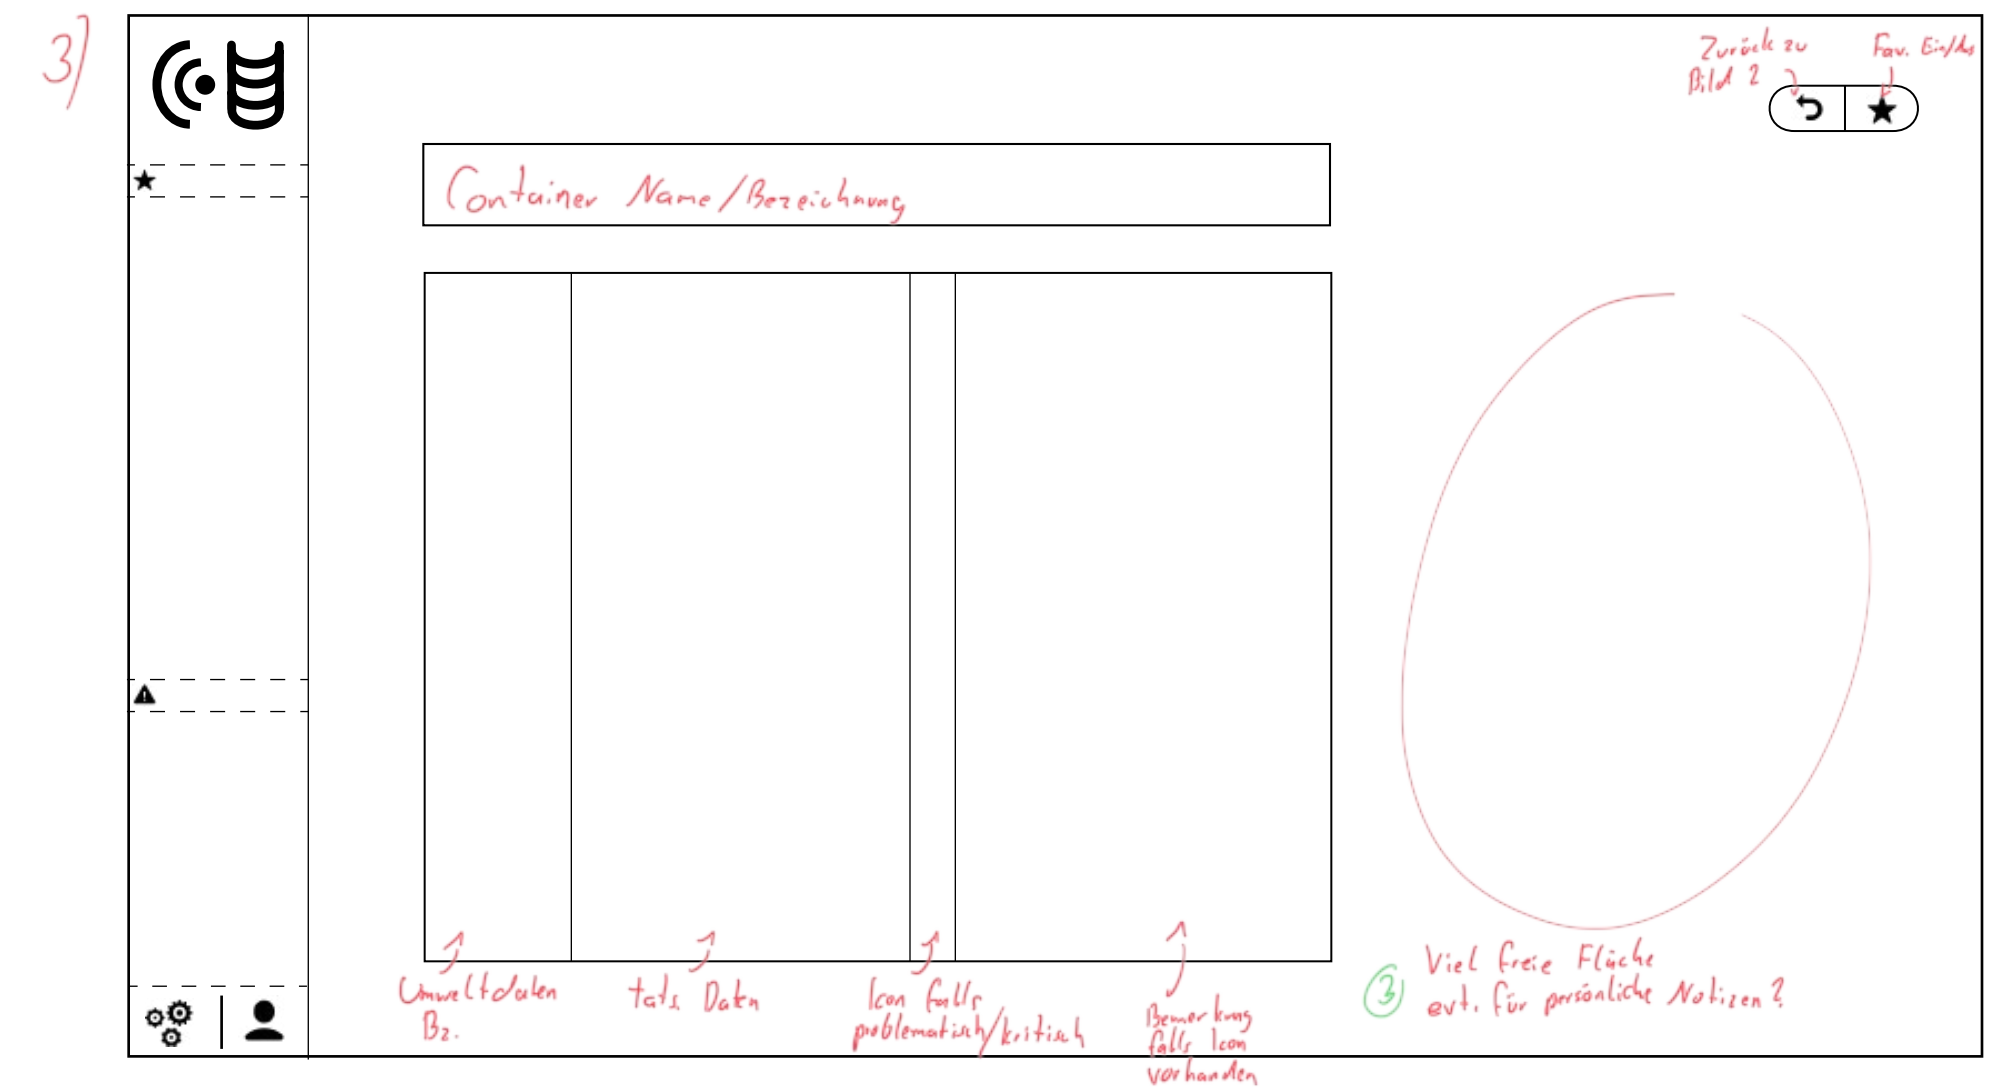 3)
Zurück zu
Bild 2
Fav. Ein/Aus
Container Name/Bezeichnung
Umweltdaten
Bz.
tats. Daten
Icon falls
problematisch/kritisch
Bemerkung
falls Icon
vorhanden
3
Viel freie Fläche
evt. für persönliche Notizen?